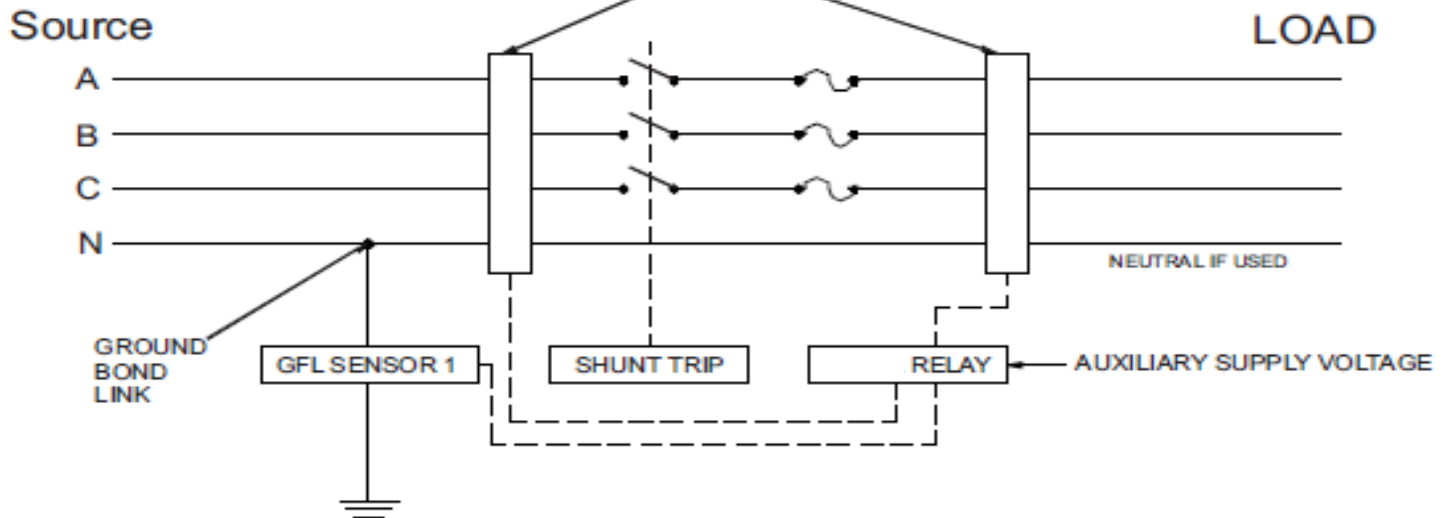 Source
LOAD
A
B
C
N
NEUTRAL IF USED
GROUND
BOND
LINK
GFL SENSOR 1
SHUNT TRIP
RELAY
AUXILIARY SUPPLY VOLTAGE